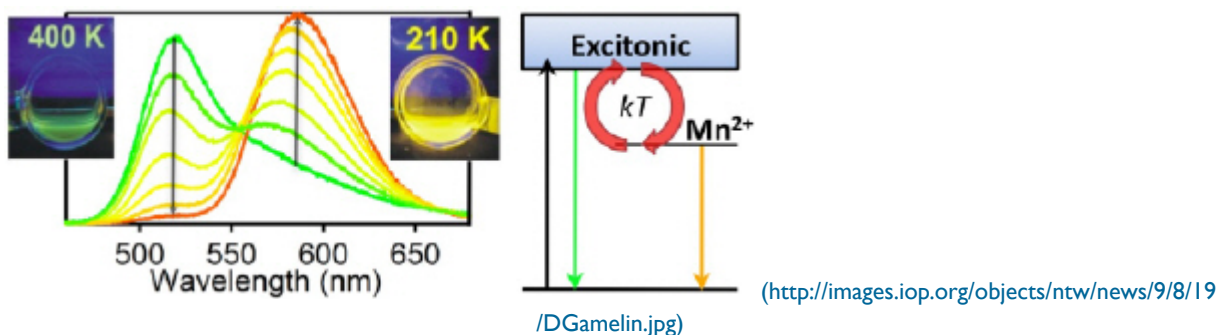 400 K
210 K
500 550 600 650
Wavelength (nm)
Excitonic
kT
Mn²⁺
(http://images.iop.org/objects/ntw/news/9/8/19
/DGamelin.jpg)